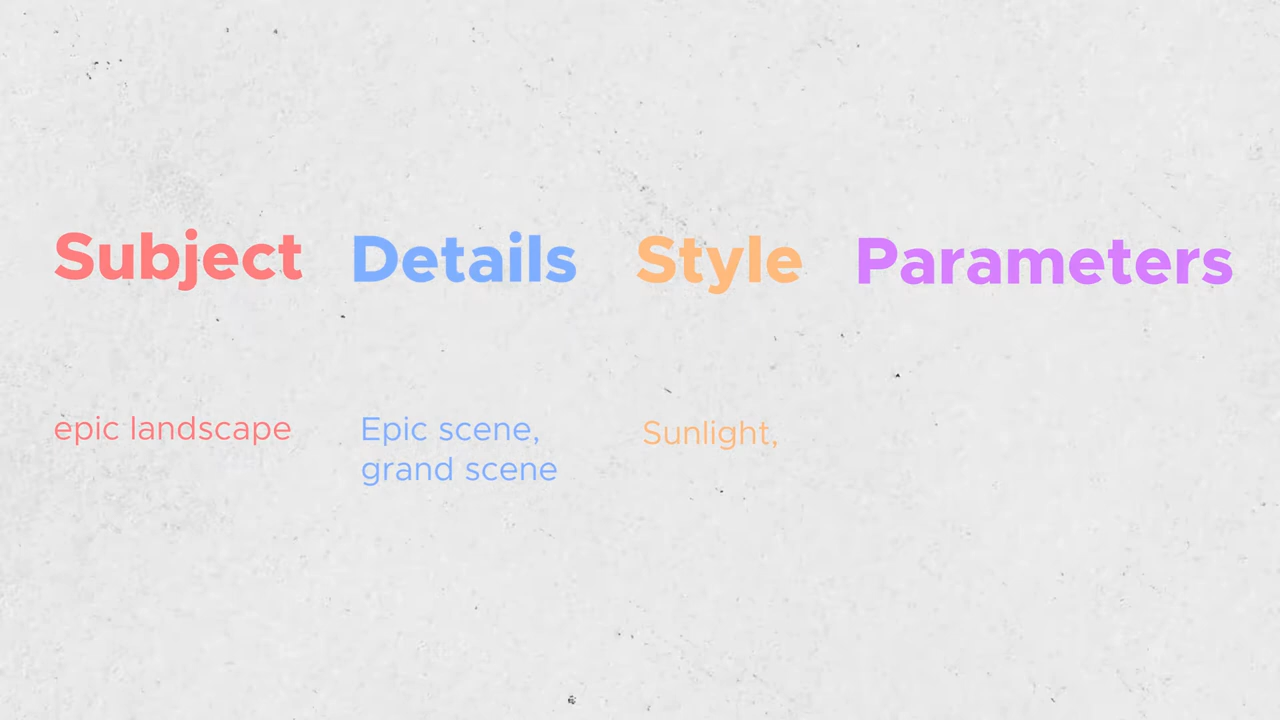 Subject Details Style Parameters
epic landscape
Epic scene,
grand scene
Sunlight,